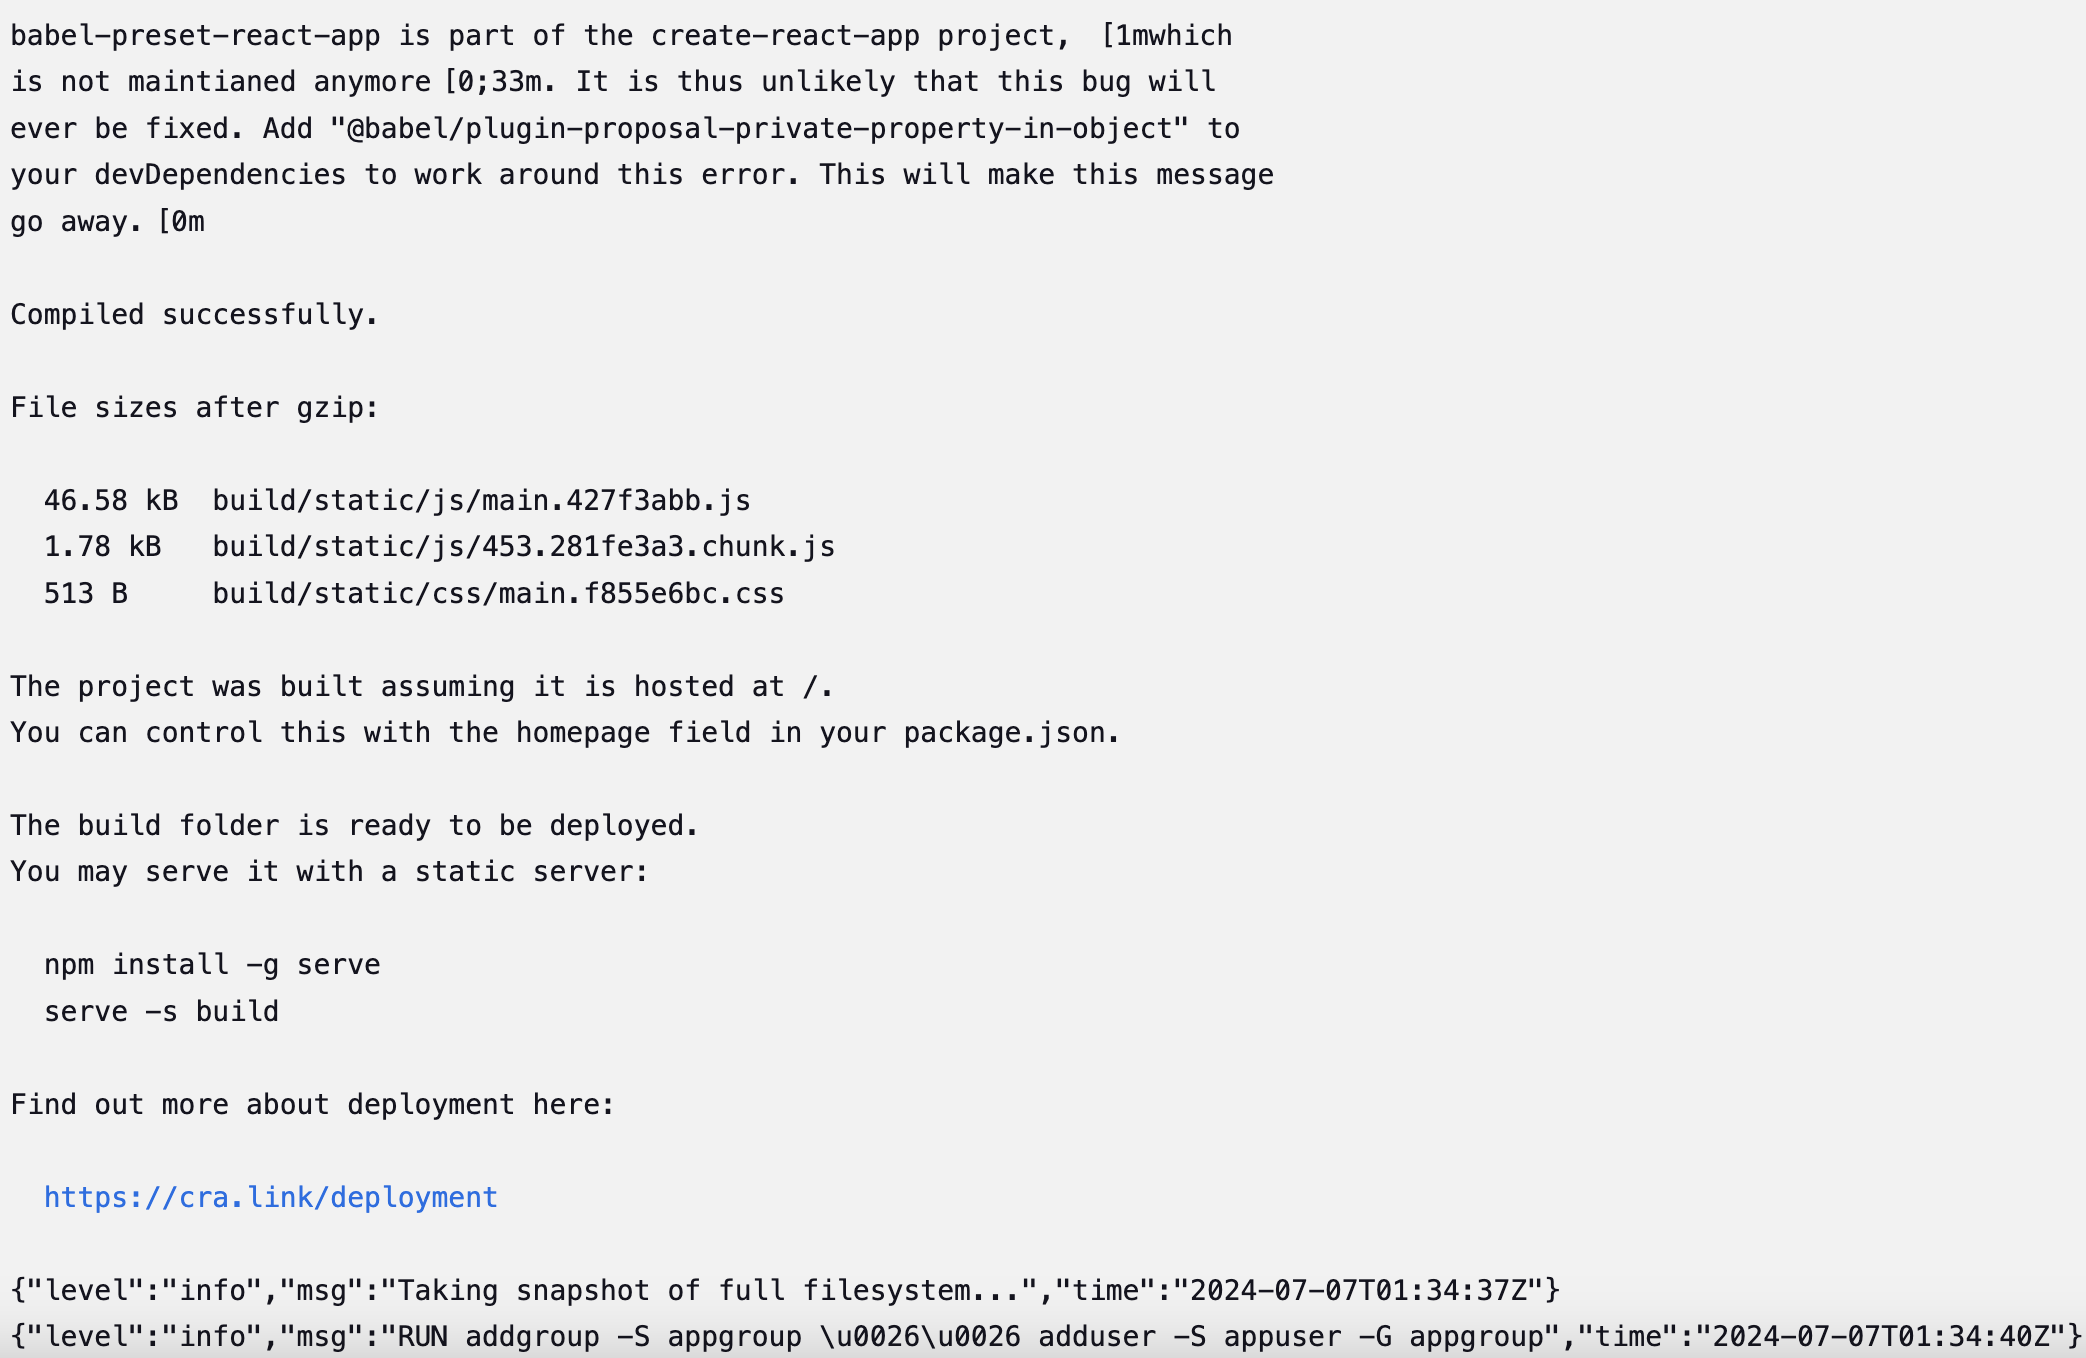 babel-preset-react-app is part of the create-react-app project,  [1mwhich
is not maintianed anymore [0;33m. It is thus unlikely that this bug will
ever be fixed. Add "@babel/plugin-proposal-private-property-in-object" to
your devDependencies to work around this error. This will make this message
go away. [0m
Compiled successfully.
File sizes after gzip:
46.58 kB  build/static/js/main.427f3abb.js
1.78 kB   build/static/js/453.281fe3a3.chunk.js
513 B     build/static/css/main.f855e6bc.css
The project was built assuming it is hosted at /.
You can control this with the homepage field in your package.json.
The build folder is ready to be deployed.
You may serve it with a static server:
npm install -g serve
serve -s build
Find out more about deployment here:
https://cra.link/deployment
{"level":"info","msg":"Taking snapshot of full filesystem...","time":"2024-07-07T01:34:37Z"}
{"level":"info","msg":"RUN addgroup -S appgroup \u0026\u0026 adduser -S appuser -G appgroup","time":"2024-07-07T01:34:40Z"}